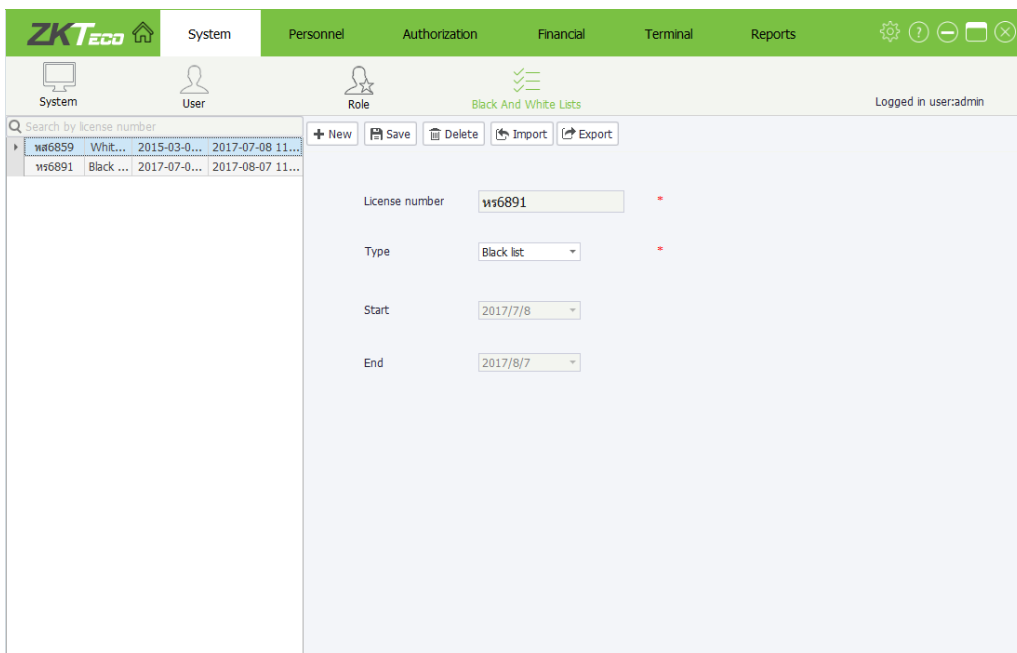 ZKTECO System Personnel Authorization Financial Terminal Reports
System User Role Black And White Lists Logged in user:admin
Search by license number
New Save Delete Import Export
พส6859 Whit... 2015-03-0... 2017-07-08 11...
หร6891 Black ... 2017-07-0... 2017-08-07 11...
License number หร6891 *
Type Black list *
Start 2017/7/8
End 2017/8/7